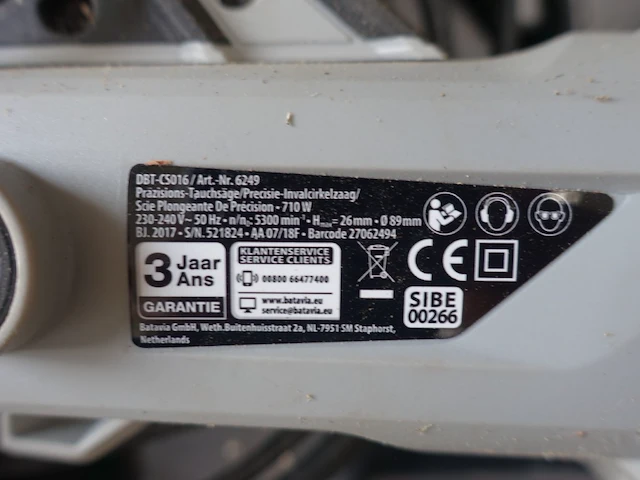 DBT-CS016 / Art.-Nr. 6249
Präzisions-Tauchsäge/Precisie-Invalcirkelzaag/
Scie Plongeante De Précision • 710 W
230-240 V~ 50 Hz • n/n₀: 5300 min⁻¹ • Hmax= 26 mm • Ø 89 mm
BJ. 2017 • S/N. 521824 • AA 07/18F • Barcode 27062494
3 Jaar
Ans
GARANTIE
KLANTENSERVICE
SERVICE CLIENTS
00800 66477400
www.batavia.eu
service@batavia.eu
CE
SIBE
00266
Batavia GmbH, Weth. Buitenhuisstraat 2a, NL-7951 SM Staphorst,
Netherlands